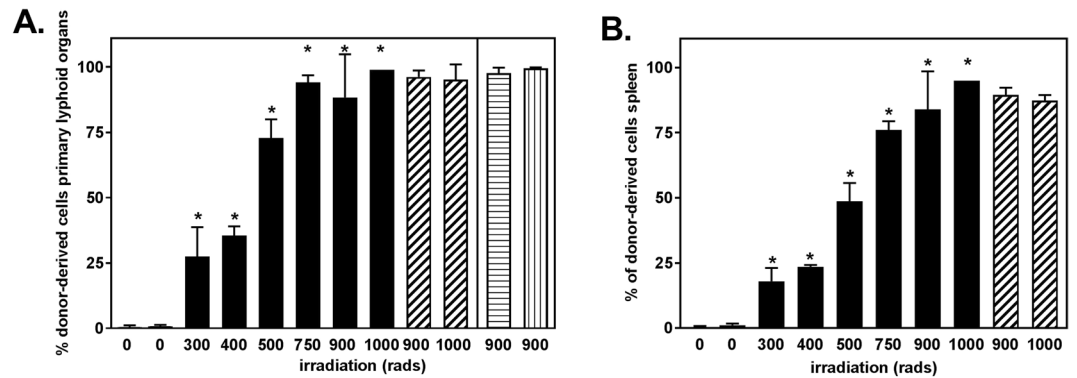 A.
% donor-derived cells primary lyphoid organs
100
75
50
25
0
* * * * * *
0 0 300 400 500 750 900 1000 900 1000 900 900
irradiation (rads)
B.
% of donor-derived cells spleen
100
75
50
25
0
* * * * * *
0 0 300 400 500 750 900 1000 900 1000
irradiation (rads)